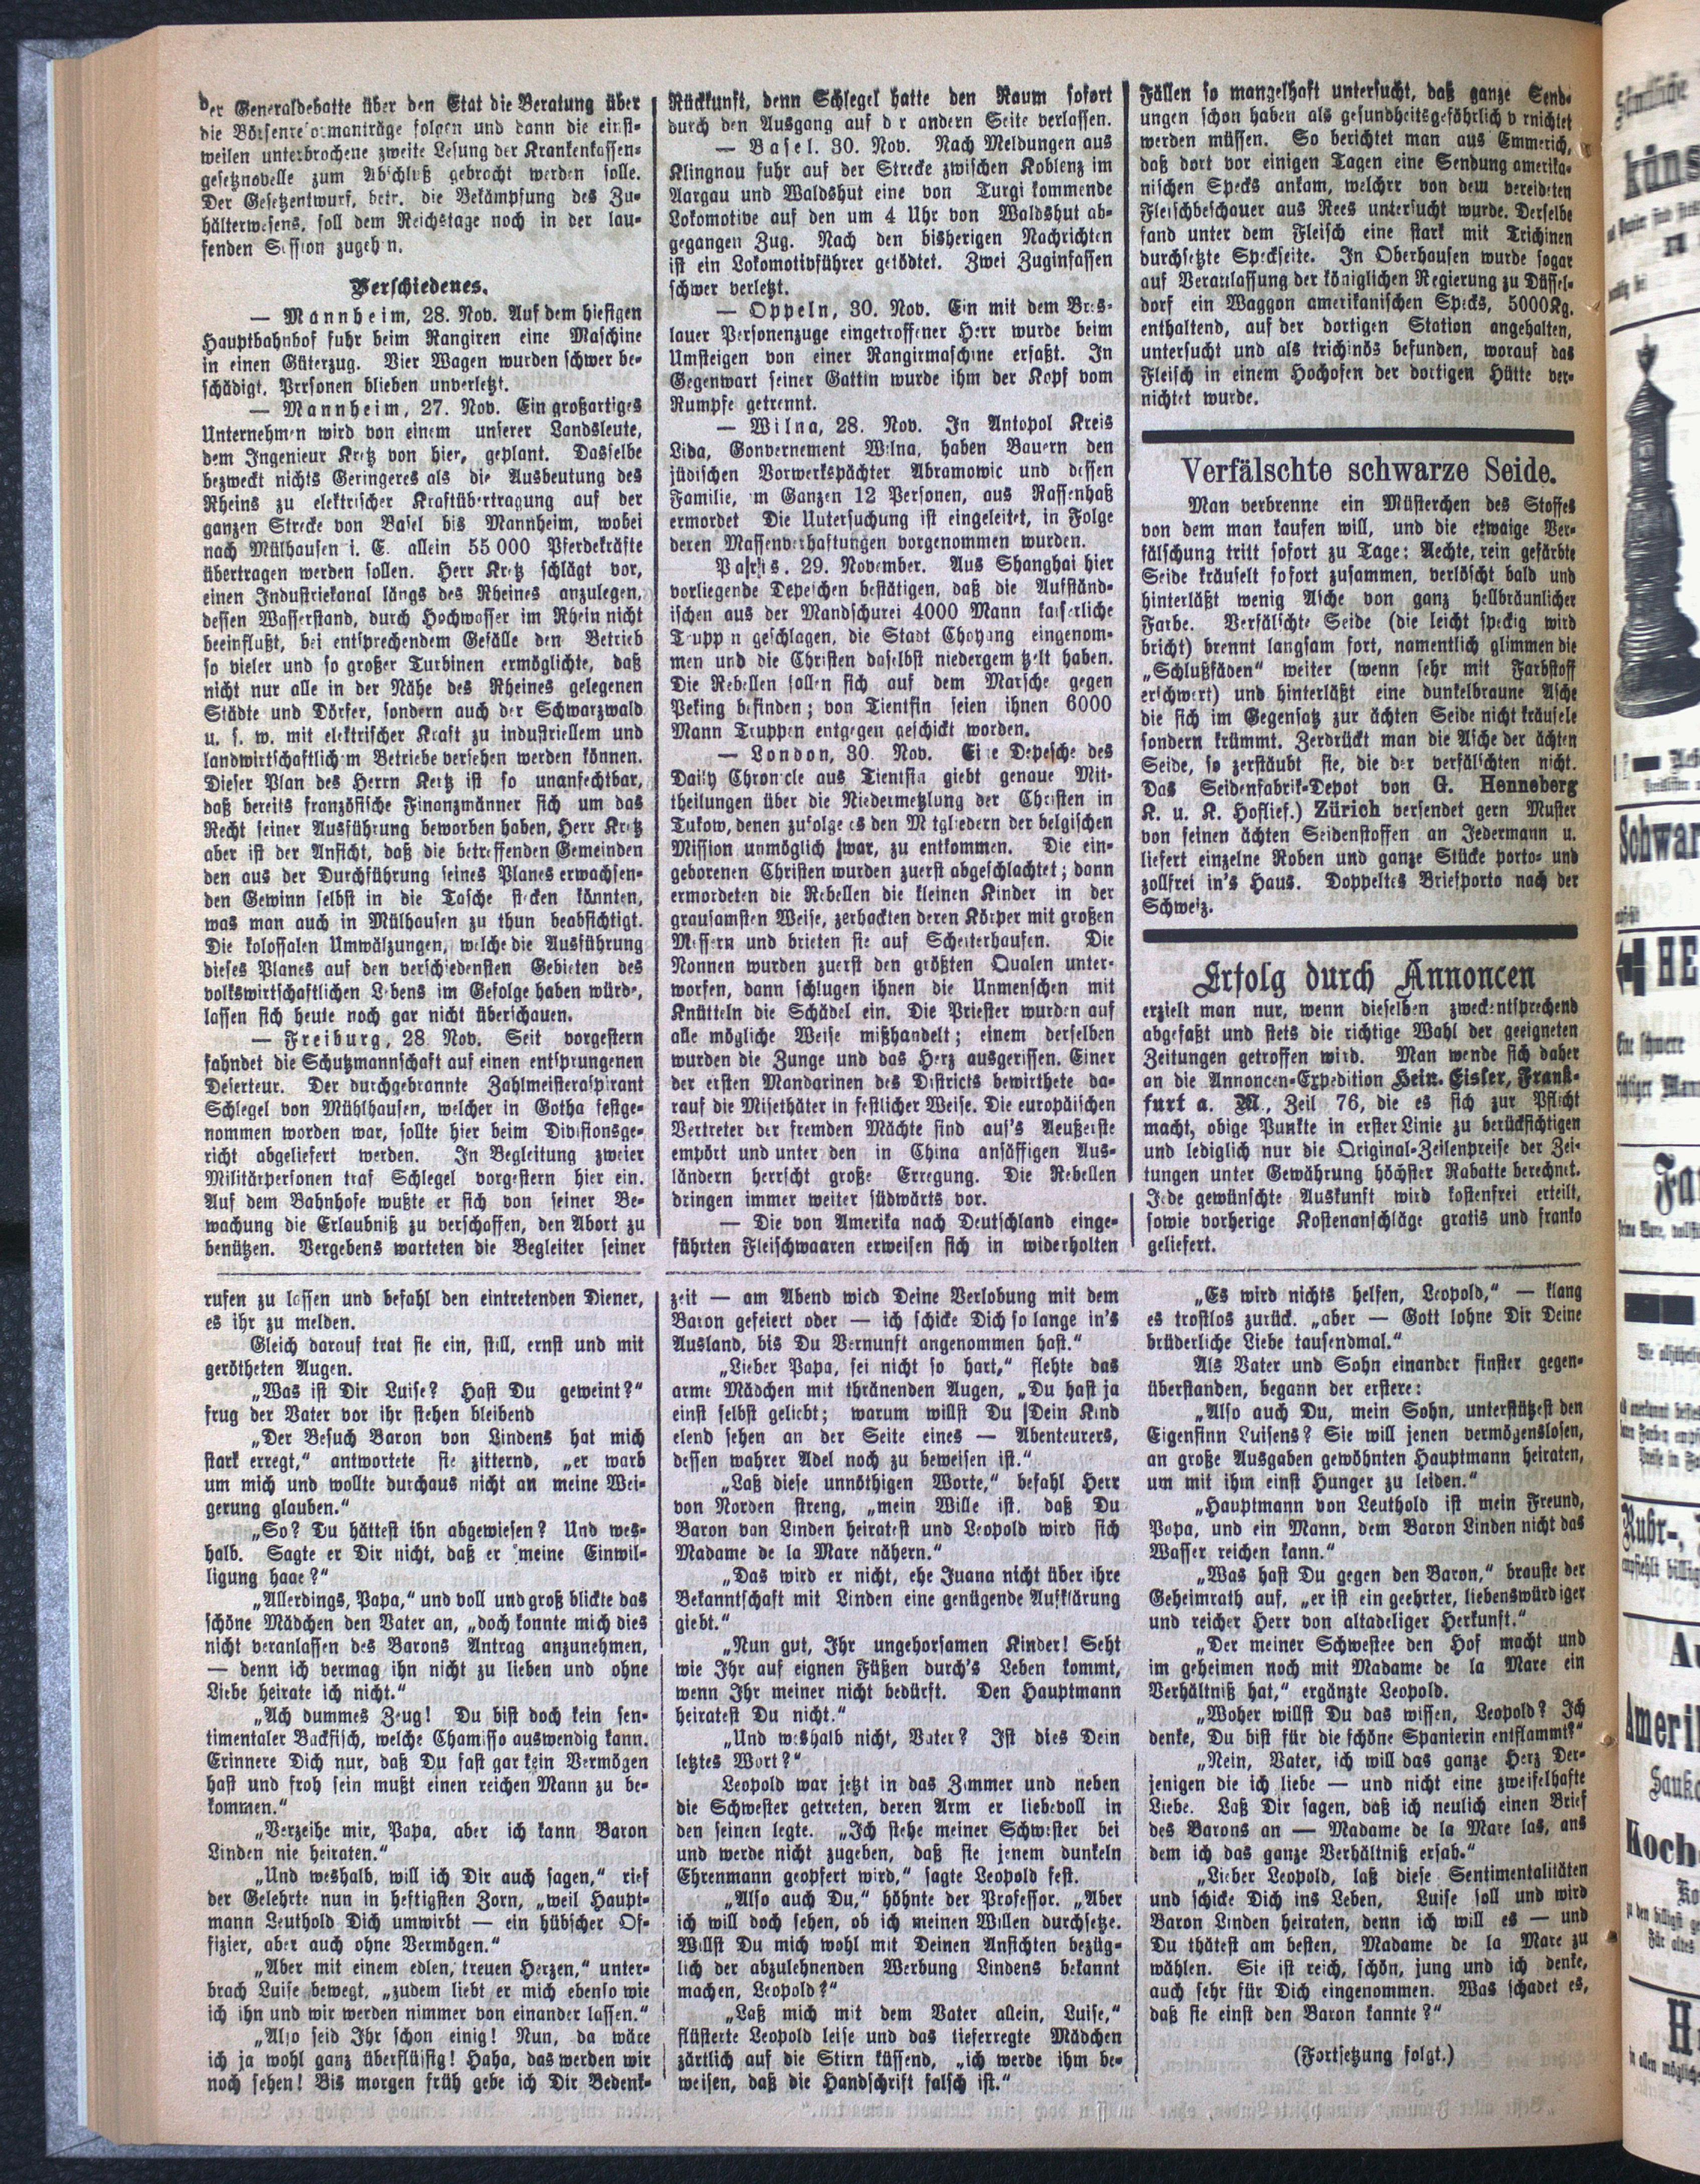 der Generaldebatte über den Etat die Beratung über
die Börsenreformanträge folgen und dann die einst-
weilen unterbrochene zweite Lesung der Krankenkassen-
gesetznovelle zum Abschluß gebracht werden solle.
Der Gesetzentwurf, betr. die Bekämpfung des Zu-
hälterwesens, soll dem Reichstage noch in der lau-
fenden Session zugehen.
Verschiedenes.
— Mannheim, 28. Nov. Auf dem hiesigen
Hauptbahnhof fuhr beim Rangiren eine Maschine
in einen Güterzug. Vier Wagen wurden schwer be-
schädigt, Prrsonen blieben unverletzt.
— Mannheim, 27. Nov. Ein großartiges
Unternehmen wird von einem unserer Landsleute,
dem Ingenieur Kretz von hier, geplant. Dasselbe
bezweckt nichts Geringeres als die Ausbeutung des
Rheins zu elektrischer Kraftübertragung auf der
ganzen Strecke von Basel bis Mannheim, wobei
nach Mülhausen i. E. allein 55 000 Pferdekräfte
übertragen werden sollen. Herr Kretz schlägt vor,
einen Industriekanal längs des Rheines anzulegen,
dessen Wasserstand, durch Hochwasser im Rhein nicht
beeinflußt, bei entsprechendem Gefälle den Betrieb
so vieler und so großer Turbinen ermöglichte, daß
nicht nur alle in der Nähe des Rheines gelegenen
Städte und Dörfer, sondern auch der Schwarzwald
u. s. w. mit elektrischer Kraft zu industriellem und
landwirtschaftlichem Betriebe versehen werden können.
Dieser Plan des Herrn Kretz ist so unanfechtbar,
daß bereits französische Finanzmänner sich um das
Recht seiner Ausführung beworben haben, Herr Kretz
aber ist der Ansicht, daß die betreffenden Gemeinden
den aus der Durchführung seines Planes erwachsen-
den Gewinn selbst in die Tasche stecken könnten,
was man auch in Mülhausen zu thun beabsichtigt.
Die kolossalen Umwälzungen, welche die Ausführung
dieses Planes auf den verschiedensten Gebieten des
volkswirtschaftlichen Lebens im Gefolge haben würde,
lassen sich heute noch gar nicht überschauen.
— Freiburg, 28 Nov. Seit vorgestern
fahndet die Schutzmannschaft auf einen entsprungenen
Deserteur. Der durchgebrannte Zahlmeisteraspirant
Schlegel von Mühlhausen, welcher in Gotha festge-
nommen worden war, sollte hier beim Divisionsge-
richt abgeliefert werden. In Begleitung zweier
Militärpersonen traf Schlegel vorgestern hier ein.
Auf dem Bahnhofe wußte er sich von seiner Be-
wachung die Erlaubniß zu verschaffen, den Abort zu
benützen. Vergebens warteten die Begleiter seiner
Rückkunft, denn Schlegel hatte den Raum sofort
durch den Ausgang auf der andern Seite verlassen.
— Basel. 30. Nov. Nach Meldungen aus
Klingnau fuhr auf der Strecke zwischen Koblenz im
Aargau und Waldshut eine von Turgi kommende
Lokomotive auf den um 4 Uhr von Waldshut ab-
gegangen Zug. Nach den bisherigen Nachrichten
ist ein Lokomotivführer getödtet. Zwei Zuginsassen
schwer verletzt.
— Oppeln, 30. Nov. Ein mit dem Bres-
lauer Personenzuge eingetroffener Herr wurde beim
Umsteigen von einer Rangirmaschine erfaßt. In
Gegenwart seiner Gattin wurde ihm der Kopf vom
Rumpfe getrennt.
— Wilna, 28. Nov. In Antopol Kreis
Lida, Gonvernement Wilna, haben Bauern den
jüdischen Vorwerkspächter Abramowic und dessen
Familie, im Ganzen 12 Personen, aus Rassenhaß
ermordet Die Untersuchung ist eingeleitet, in Folge
deren Massenverhaftungen vorgenommen wurden.
Paris. 29. November. Aus Shanghai hier
vorliegende Depeschen bestätigen, daß die Aufständ-
ischen aus der Mandschurei 4000 Mann kaiserliche
Truppen geschlagen, die Stadt Choyang eingenom-
men und die Christen daselbst niedergemetzelt haben.
Die Rebellen sollen sich auf dem Marsche gegen
Peking befinden; von Tientsin seien ihnen 6000
Mann Truppen entgegen geschickt worden.
— London, 30. Nov. Eine Depesche des
Daily Chronicle aus Tientsin giebt genaue Mit-
theilungen über die Niedermetzlung der Christen in
Tukow, denen zufolge es den Mitgliedern der belgischen
Mission unmöglich war, zu entkommen. Die ein-
geborenen Christen wurden zuerst abgeschlachtet; dann
ermordeten die Rebellen die kleinen Kinder in der
grausamsten Weise, zerhackten deren Körper mit großen
Messern und brieten sie auf Scheiterhaufen. Die
Nonnen wurden zuerst den größten Qualen unter-
worfen, dann schlugen ihnen die Unmenschen mit
Knütteln die Schädel ein. Die Priester wurden auf
alle mögliche Weise mißhandelt; einem derselben
wurden die Zunge und das Herz ausgerissen. Einer
der ersten Mandarinen des Districts bewirthete da-
rauf die Misethäter in festlicher Weise. Die europäischen
Vertreter der fremden Mächte sind aus's Aeußerste
empört und unter den in China ansässigen Aus-
ländern herrscht große Erregung. Die Rebellen
dringen immer weiter südwärts vor.
— Die von Amerika nach Deutschland einge-
führten Fleischwaaren erweisen sich in widerholten
Fällen so mangelhaft untersucht, daß ganze Send-
ungen schon haben als gesundheitsgefährlich vernichtet
werden müssen. So berichtet man aus Emmerich,
daß dort vor einigen Tagen eine Sendung amerika-
nischen Specks ankam, welchrr von dem vereideten
Fleischbeschauer aus Rees untersucht wurde. Derselbe
fand unter dem Fleisch eine stark mit Trichinen
durchsetzte Speckseite. In Oberhausen wurde sogar
auf Veranlassung der königlichen Regierung zu Düssel-
dorf ein Waggon amerikanischen Specks, 5000Kg.
enthaltend, auf der dortigen Station angehalten,
untersucht und als trichinös befunden, worauf das
Fleisch in einem Hochofen der dortigen Hütte ver-
nichtet wurde.
Verfälschte schwarze Seide.
Man verbrenne ein Müsterchen des Stoffes
von dem man kaufen will, und die etwaige Ver-
fälschung tritt sofort zu Tage: Aechte, rein gefärbte
Seide kräuselt sofort zusammen, verlöscht bald und
hinterläßt wenig Asche von ganz hellbräunlicher
Farbe. Verfälschte Seide (die leicht speckig wird
bricht) brennt langsam fort, namentlich glimmen die
„Schlußfäden" weiter (wenn sehr mit Farbstoff
erschwert) und hinterläßt eine dunkelbraune Asche
die sich im Gegensatz zur ächten Seide nicht kräusele
sondern krümmt. Zerdrückt man die Asche der ächten
Seide, so zerstäubt sie, die der verfälschten nicht.
Das Seidenfabrik-Depot von G. Henneberg
K. u. K. Hoflief.) Zürich versendet gern Muster
von seinen ächten Seidenstoffen an Jedermann u.
liefert einzelne Roben und ganze Stücke porto- und
zollfrei in's Haus. Doppeltes Briefporto nach der
Schweiz.
Erfolg durch Annoncen
erzielt man nur, wenn dieselben zweckentsprechend
abgefaßt und stets die richtige Wahl der geeigneten
Zeitungen getroffen wird. Man wende sich daher
an die Annoncen-Expedition Hein. Eisler, Frank-
furt a. M., Zeil 76, die es sich zur Pflicht
macht, obige Punkte in erster Linie zu berücksichtigen
und lediglich nur die Original-Zeilenpreise der Zei-
tungen unter Gewährung höchster Rabatte berechnet.
Jede gewünschte Auskunft wird kostenfrei erteilt,
sowie vorherige Kostenanschläge gratis und franko
geliefert.
rufen zu lassen und befahl den eintretenden Diener,
es ihr zu melden.
Gleich darauf trat sie ein, still, ernst und mit
gerötheten Augen.
„Was ist Dir Luise? Hast Du geweint?"
frug der Vater vor ihr stehen bleibend
„Der Besuch Baron von Lindens hat mich
stark erregt," antwortete sie zitternd, „er warb
um mich und wollte durchaus nicht an meine Wei-
gerung glauben."
„So? Du hättest ihn abgewiesen? Und wes-
halb. Sagte er Dir nicht, daß er meine Einwil-
ligung haae?"
„Allerdings, Papa," und voll und groß blickte das
schöne Mädchen den Vater an, „doch konnte mich dies
nicht veranlassen des Barons Antrag anzunehmen,
— denn ich vermag ihn nicht zu lieben und ohne
Liebe heirate ich nicht."
„Ach dummes Zeug! Du bist doch kein sen-
timentaler Backfisch, welche Chamisso auswendig kann.
Erinnere Dich nur, daß Du fast gar kein Vermögen
hast und froh sein mußt einen reichen Mann zu be-
kommen."
„Verzeihe mir, Papa, aber ich kann Baron
Linden nie heiraten."
„Und weshalb, will ich Dir auch sagen," rief
der Gelehrte nun in heftigsten Zorn, „weil Haupt-
mann Leuthold Dich umwirbt — ein hübscher Of-
fizier, aber auch ohne Vermögen."
„Aber mit einem edlen, treuen Herzen," unter-
brach Luise bewegt, „zudem liebt er mich ebenso wie
ich ihn und wir werden nimmer von einander lassen."
„Also seid Ihr schon einig! Nun, da wäre
ich ja wohl ganz überflüssig! Haha, das werden wir
noch sehen! Bis morgen früh gebe ich Dir Bedenk-
zeit — am Abend wird Deine Verlobung mit dem
Baron gefeiert oder — ich schicke Dich so lange in's
Ausland, bis Du Vernunft angenommen hast."
„Lieber Papa, sei nicht so hart," flehte das
arme Mädchen mit thränenden Augen, „Du hast ja
einst selbst geliebt; warum willst Du Dein Kind
elend sehen an der Seite eines — Abenteurers,
dessen wahrer Adel noch zu beweisen ist."
„Laß diese unnöthigen Worte," befahl Herr
von Norden streng, „mein Wille ist. daß Du
Baron van Linden heiratest und Leopold wird sich
Madame de la Mare nähern."
„Das wird er nicht, ehe Juana nicht über ihre
Bekanntschaft mit Linden eine genügende Aufklärung
giebt."
„Nun gut, Ihr ungehorsamen Kinder! Seht
wie Ihr auf eignen Füßen durch's Leben kommt,
wenn Ihr meiner nicht bedürft. Den Hauptmann
heiratest Du nicht."
„Und weshalb nicht, Vater? Ist dies Dein
letztes Wort?"
Leopold war jetzt in das Zimmer und neben
die Schwester getreten, deren Arm er liebevoll in
den seinen legte. „Ich stehe meiner Schwester bei
und werde nicht zugeben, daß sie jenem dunkeln
Ehrenmann geopfert wird," sagte Leopold fest.
„Also auch Du," höhnte der Professor. „Aber
ich will doch sehen, ob ich meinen Willen durchsetze.
Willst Du mich wohl mit Deinen Ansichten bezüg-
lich der abzulehnenden Werbung Lindens bekannt
machen, Leopold?"
„Laß mich mit dem Vater allein, Luise,"
flüsterte Leopold leise und das tieferregte Mädchen
zärtlich auf die Stirn küssend, „ich werde ihm be-
weisen, daß die Handschrift falsch ist."
„Es wird nichts helfen, Leopold," — klang
es trostlos zurück. „aber — Gott lohne Dir Deine
brüderliche Liebe tausendmal."
Als Vater und Sohn einander finster gegen-
überstanden, begann der erstere:
„Also auch Du, mein Sohn, unterstützest den
Eigensinn Luisens? Sie will jenen vermögenslosen,
an große Ausgaben gewöhnten Hauptmann heiraten,
um mit ihm einst Hunger zu leiden."
„Hauptmann von Leuthold ist mein Freund,
Papa, und ein Mann, dem Baron Linden nicht das
Wasser reichen kann."
„Was hast Du gegen den Baron," brauste der
Geheimrath auf, „er ist ein geehrter, liebenswürdiger
und reicher Herr von altadeliger Herkunft."
„Der meiner Schwestee den Hof macht und
im geheimen noch mit Madame de la Mare ein
Verhältniß hat," ergänzte Leopold.
„Woher willst Du das wissen, Leopold? Ich
denke, Du bist für die schöne Spanierin entflammt?"
„Nein, Vater, ich will das ganze Herz Der-
jenigen die ich liebe — und nicht eine zweifelhafte
Liebe. Laß Dir sagen, daß ich neulich einen Brief
des Barons an — Madame de la Mare las, ans
dem ich das ganze Verhältniß ersah."
„Lieber Leopold, laß diese Sentimentalitäten
und schicke Dich ins Leben, Luise soll und wird
Baron Linden heiraten, denn ich will es — und
Du thätest am besten, Madame de la Mare zu
wählen. Sie ist reich, schön, jung und ich denke,
auch sehr für Dich eingenommen. Was schadet es,
daß sie einst den Baron kannte?"
(Fortsetzung folgt.)